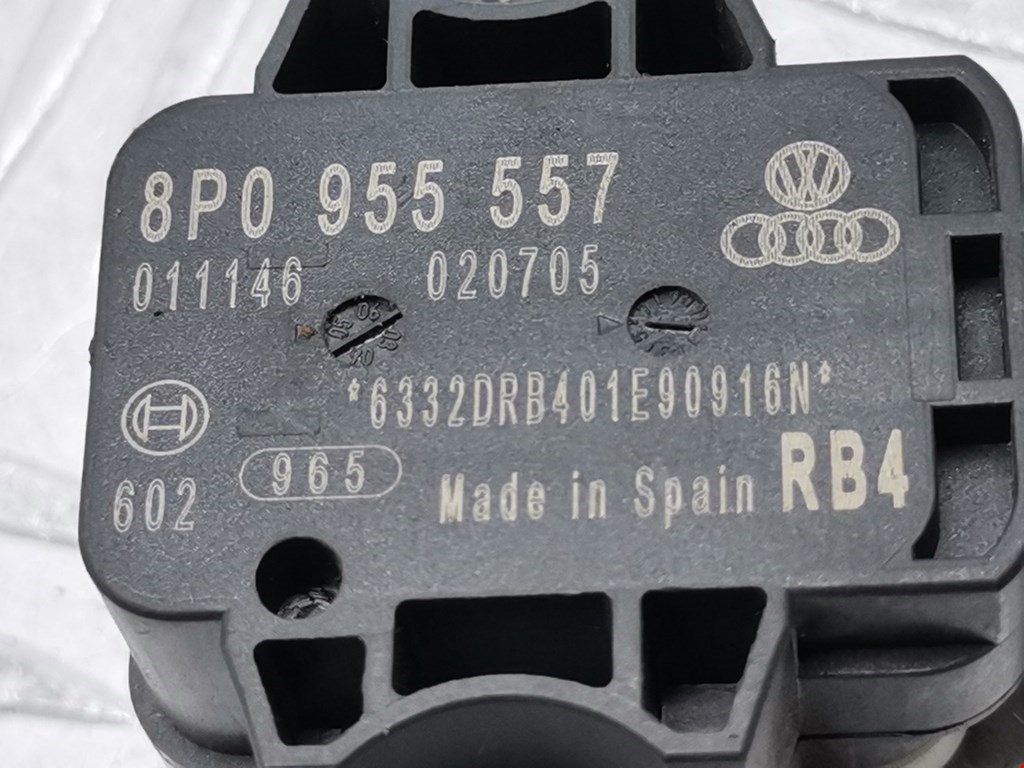 8P0 955 557
011146 020705
*6332DRB401E90916N*
965
602
Made in Spain RB4